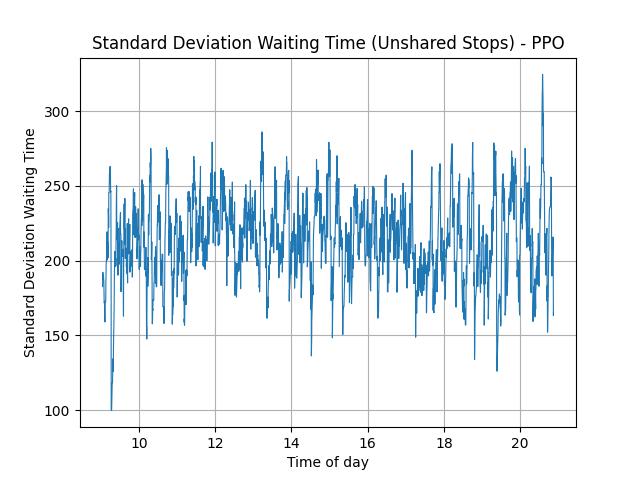 Standard Deviation Waiting Time (Unshared Stops) - PPO
Standard Deviation Waiting Time
300
250
200
150
100
10 12 14 16 18 20
Time of day